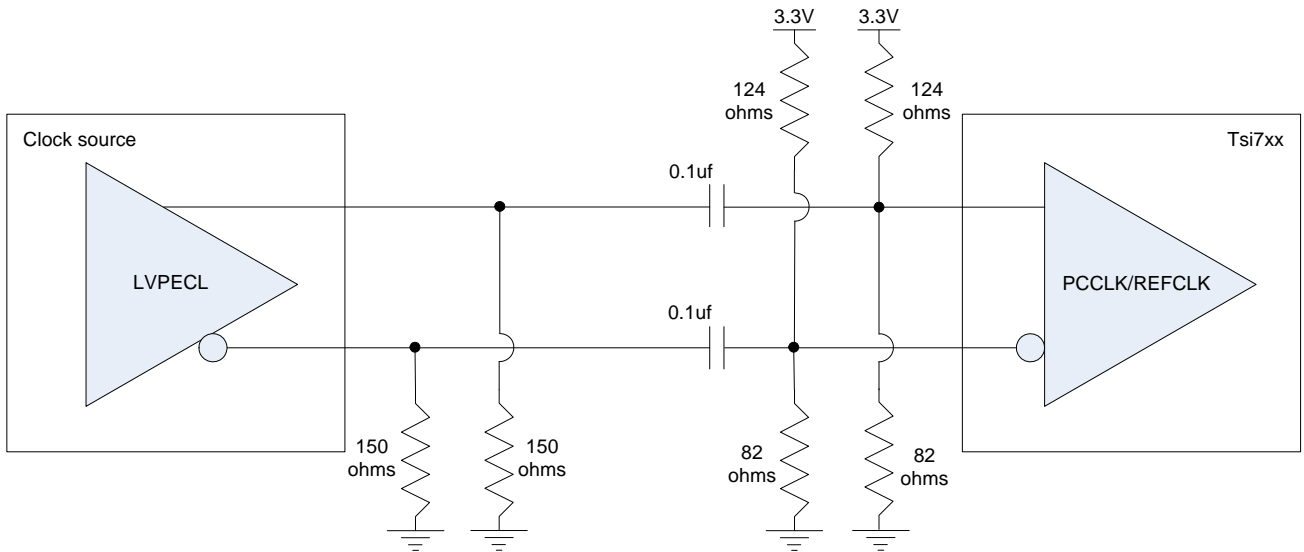 3.3V
3.3V
124
ohms
124
ohms
Clock source
Tsi7xx
0.1uf
LVPECL
PCCLK/REFCLK
0.1uf
150
ohms
150
ohms
82
ohms
82
ohms